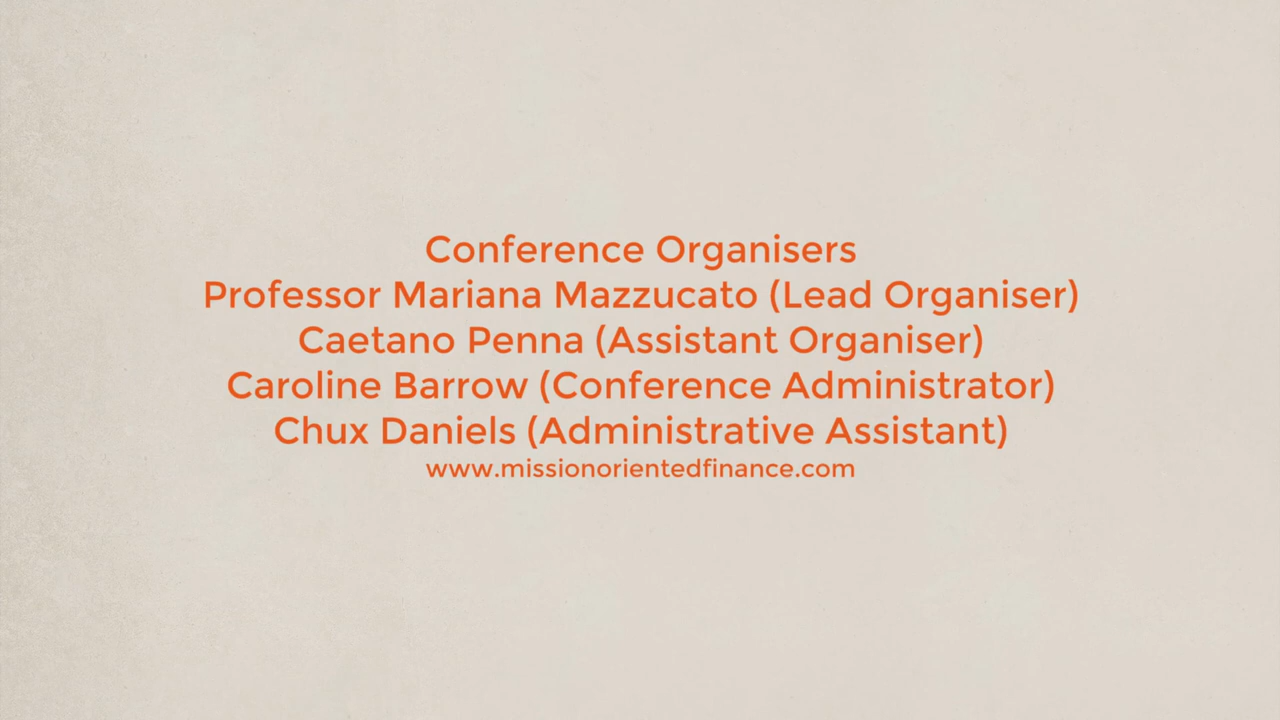 Conference Organisers
Professor Mariana Mazzucato (Lead Organiser)
Caetano Penna (Assistant Organiser)
Caroline Barrow (Conference Administrator)
Chux Daniels (Administrative Assistant)
www.missionorientedfinance.com